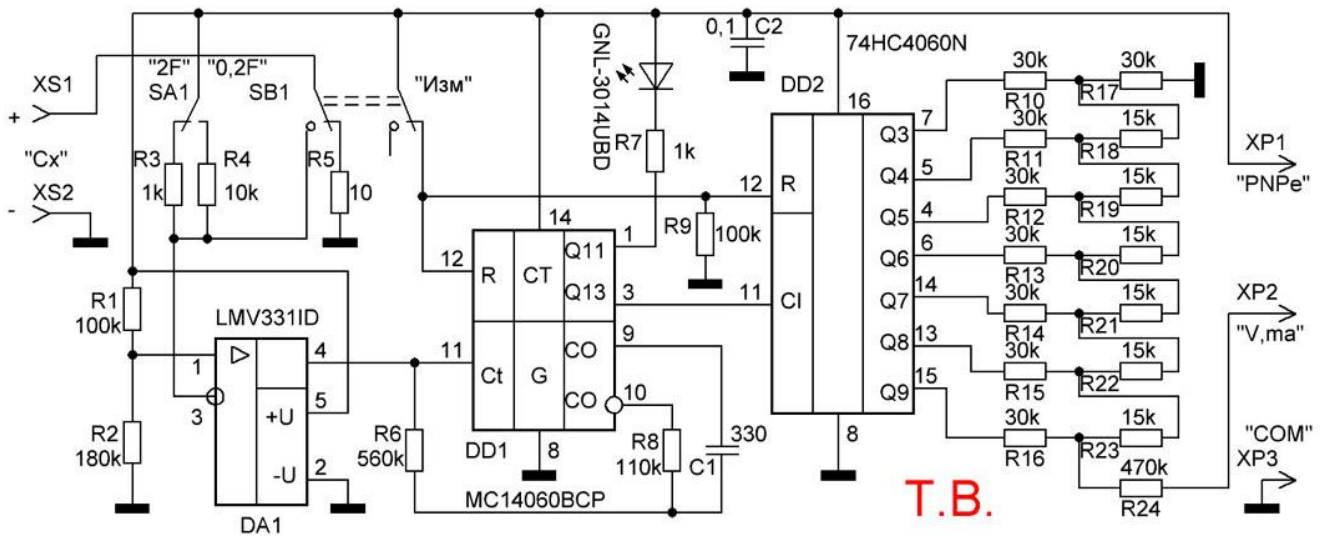 GNL-3014UBD
0,1 C2
74HC4060N
"2F" "0,2F"
XS1
SA1
SB1
"Изм"
DD2
30k 30k
R10 R17
16
+
7
Q3
30k 15k
R11 R18
R3
R4
R5
R7
XP1
"Cx"
1k
10k
10
1k
5
Q4
"PNPe"
XS2
12
R
30k 15k
R12 R19
-
14
R9
100k
4
Q5
30k 15k
R13 R20
12
R
CT
Q11
1
6
Q6
R1
100k
Q13
3
11
CI
14
Q7
30k 15k
R14 R21
XP2
"V,ma"
LMV331ID
1
4
11
Ct
G
CO
9
13
Q8
30k 15k
R15 R22
3
5
+U
CO
10
15
Q9
30k 15k
R16 R23
R2
180k
2
-U
R6
560k
DD1
8
R8
110k
330
C1
8
470k
R24
"COM"
XP3
DA1
MC14060BCP
T.B.